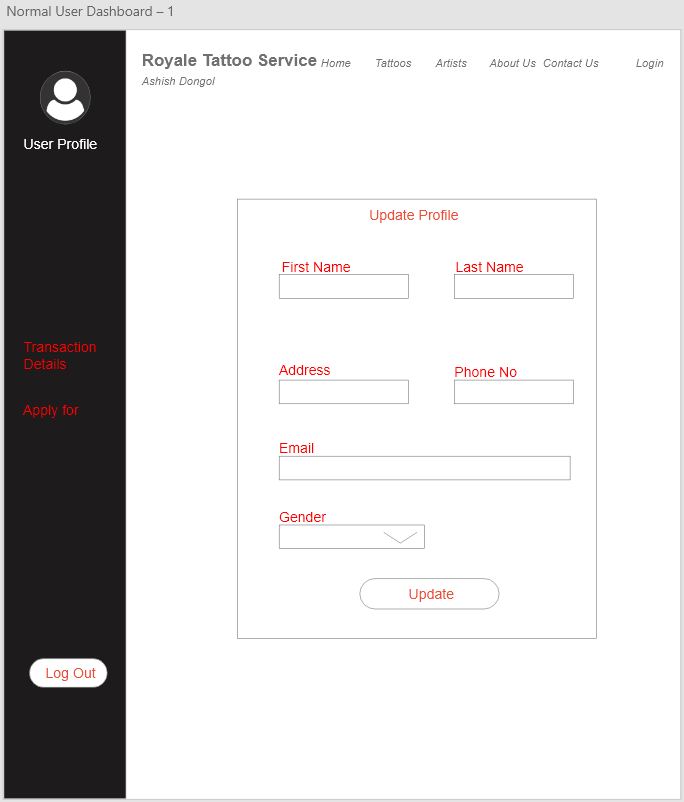 Normal User Dashboard – 1
Royale Tattoo Service Home Tattoos Artists About Us Contact Us Login
Ashish Dongol
User Profile
Update Profile
First Name Last Name
Transaction
Details
Address Phone No
Apply for
Email
Gender
Update
Log Out